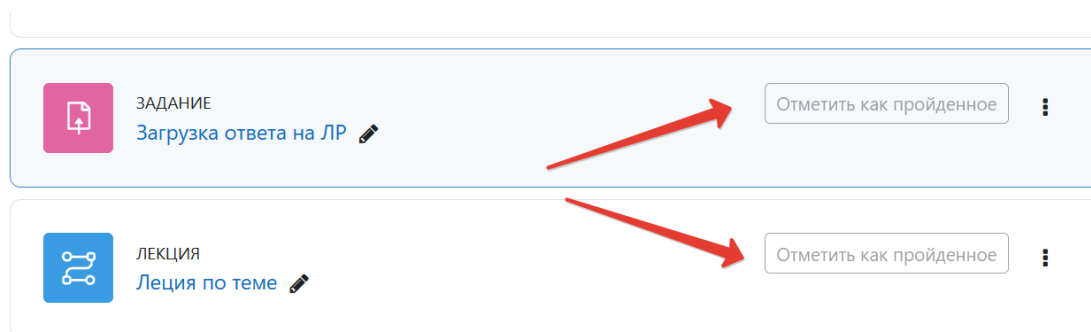 ЗАДАНИЕ
Загрузка ответа на ЛР
Отметить как пройденное
ЛЕКЦИЯ
Леция по теме
Отметить как пройденное